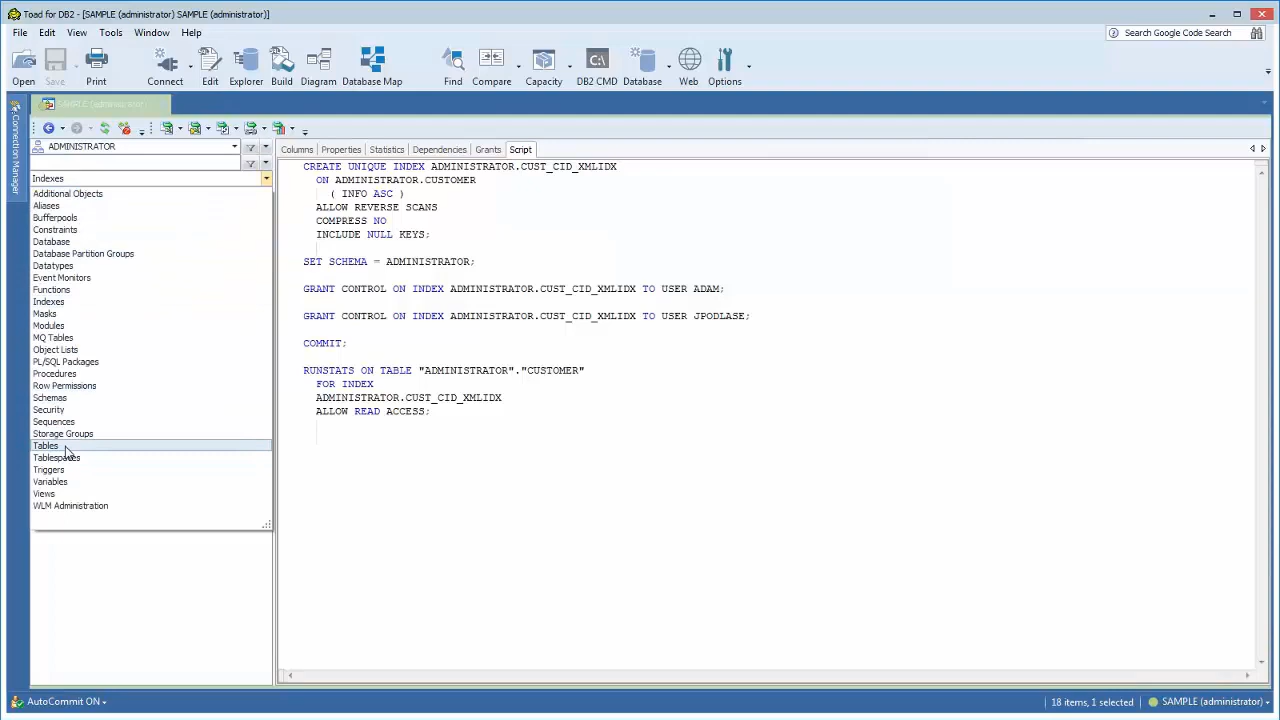 Toad for DB2 - [SAMPLE (administrator) SAMPLE (administrator)]
File Edit View Tools Window Help
Search Google Code Search
Open Save Print Connect Edit Explorer Build Diagram Database Map Find Compare Capacity DB2 CMD Database Web Options
C:\
Connection Manager
SAMPLE (administrator
ADMINISTRATOR
Indexes
Additional Objects
Aliases
Bufferpools
Constraints
Database
Database Partition Groups
Datatypes
Event Monitors
Functions
Indexes
Masks
Modules
MQ Tables
Object Lists
PL/SQL Packages
Procedures
Row Permissions
Schemas
Security
Sequences
Storage Groups
Tables
Tablespaces
Triggers
Variables
Views
WLM Administration
Columns Properties Statistics Dependencies Grants Script
CREATE UNIQUE INDEX ADMINISTRATOR.CUST_CID_XMLIDX
ON ADMINISTRATOR.CUSTOMER
( INFO ASC )
ALLOW REVERSE SCANS
COMPRESS NO
INCLUDE NULL KEYS;
SET SCHEMA = ADMINISTRATOR;
GRANT CONTROL ON INDEX ADMINISTRATOR.CUST_CID_XMLIDX TO USER ADAM;
GRANT CONTROL ON INDEX ADMINISTRATOR.CUST_CID_XMLIDX TO USER JPODLASE;
COMMIT;
RUNSTATS ON TABLE "ADMINISTRATOR"."CUSTOMER"
FOR INDEX
ADMINISTRATOR.CUST_CID_XMLIDX
ALLOW READ ACCESS;
AutoCommit ON
18 items, 1 selected
SAMPLE (administrator)